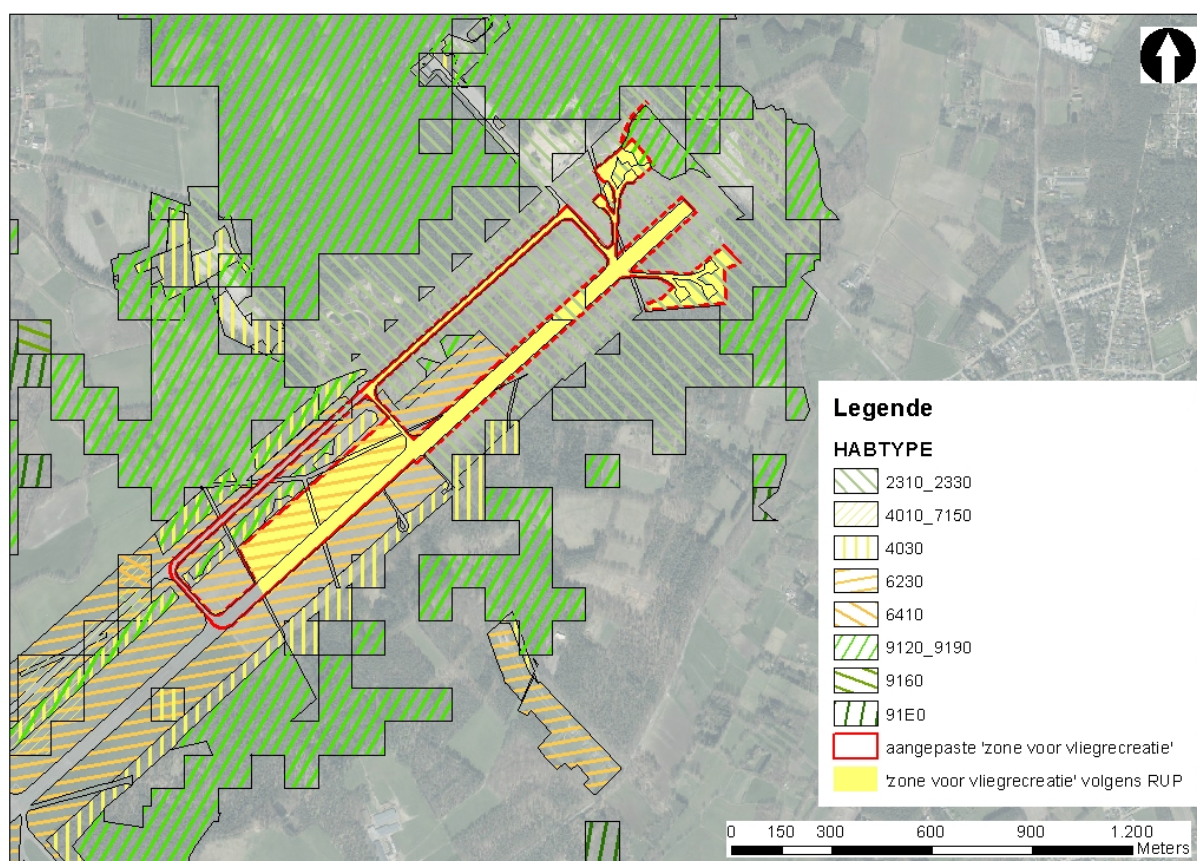 Legende
HABTYPE
2310_2330
4010_7150
4030
6230
6410
9120_9190
9160
91E0
aangepaste 'zone voor vliegrecreatie'
'zone voor vliegrecreatie' volgens RUP
0 150 300 600 900 1.200
Meters